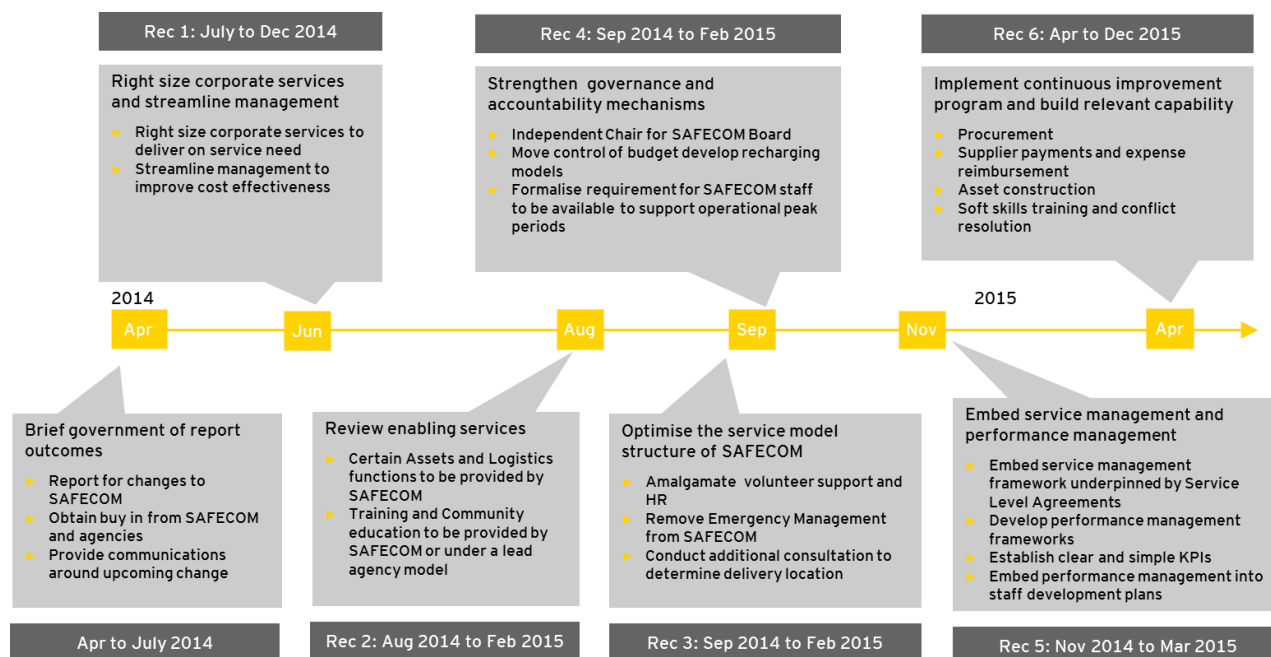 Rec 1: July to Dec 2014
Right size corporate services
and streamline management
Right size corporate services to
deliver on service need
Streamline management to
improve cost effectiveness
Rec 4: Sep 2014 to Feb 2015
Strengthen governance and
accountability mechanisms
Independent Chair for SAFECOM Board
Move control of budget develop recharging
models
Formalise requirement for SAFECOM staff
to be available to support operational peak
periods
Rec 6: Apr to Dec 2015
Implement continuous improvement
program and build relevant capability
Procurement
Supplier payments and expense
reimbursement
Asset construction
Soft skills training and conflict
resolution
2014
2015
Apr
Jun
Aug
Sep
Nov
Apr
Brief government of report
outcomes
Report for changes to
SAFECOM
Obtain buy in from SAFECOM
and agencies
Provide communications
around upcoming change
Apr to July 2014
Review enabling services
Certain Assets and Logistics
functions to be provided by
SAFECOM
Training and Community
education to be provided by
SAFECOM or under a lead
agency model
Rec 2: Aug 2014 to Feb 2015
Optimise the service model
structure of SAFECOM
Amalgamate volunteer support and
HR
Remove Emergency Management
from SAFECOM
Conduct additional consultation to
determine delivery location
Rec 3: Sep 2014 to Feb 2015
Embed service management and
performance management
Embed service management
framework underpinned by Service
Level Agreements
Develop performance management
frameworks
Establish clear and simple KPIs
Embed performance management into
staff development plans
Rec 5: Nov 2014 to Mar 2015